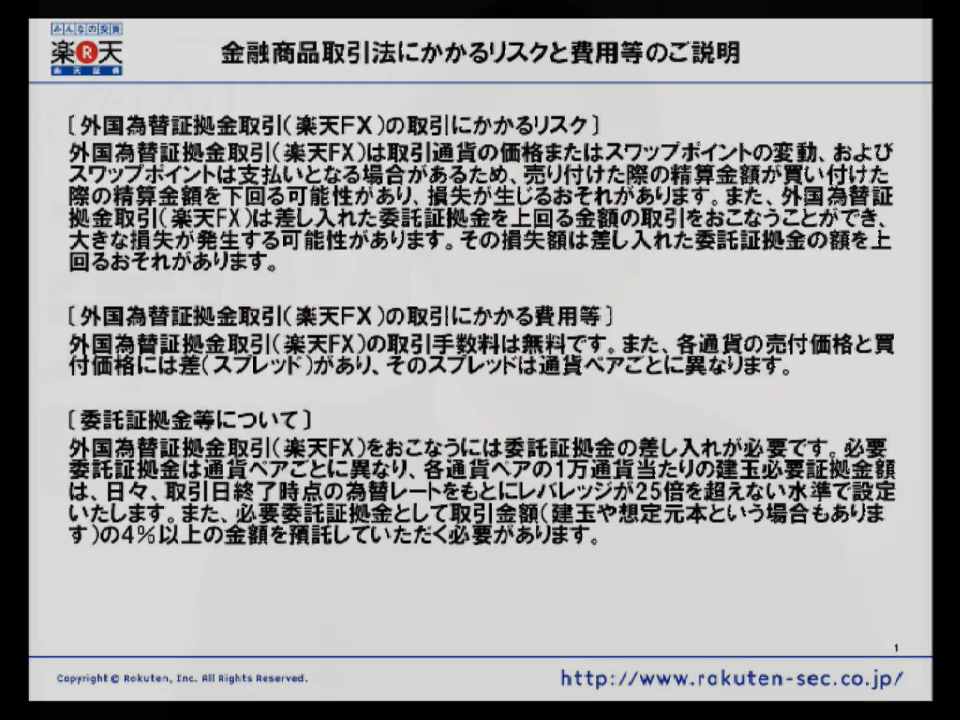 みんなの投資
楽R天
楽天証券
金融商品取引法にかかるリスクと費用等のご説明
［外国為替証拠金取引（楽天ＦＸ）の取引にかかるリスク］
外国為替証拠金取引（楽天FX）は取引通貨の価格またはスワップポイントの変動、および
スワップポイントは支払いとなる場合があるため、売り付けた際の精算金額が買い付けた
際の精算金額を下回る可能性があり、損失が生じるおそれがあります。また、外国為替証
拠金取引（楽天FX）は差し入れた委託証拠金を上回る金額の取引をおこなうことができ、
大きな損失が発生する可能性があります。その損失額は差し入れた委託証拠金の額を上
回るおそれがあります。
［外国為替証拠金取引（楽天ＦＸ）の取引にかかる費用等］
外国為替証拠金取引（楽天FX）の取引手数料は無料です。また、各通貨の売付価格と買
付価格には差（スプレッド）があり、そのスプレッドは通貨ペアごとに異なります。
［委託証拠金等について］
外国為替証拠金取引（楽天FX）をおこなうには委託証拠金の差し入れが必要です。必要
委託証拠金は通貨ペアごとに異なり、各通貨ペアの1万通貨当たりの建玉必要証拠金額
は、日々、取引日終了時点の為替レートをもとにレバレッジが25倍を超えない水準で設定
いたします。また、必要委託証拠金として取引金額（建玉や想定元本という場合もありま
す）の4％以上の金額を預託していただく必要があります。
1
Copyright © Rakuten, Inc. All Rights Reserved.
http://www.rakuten-sec.co.jp/